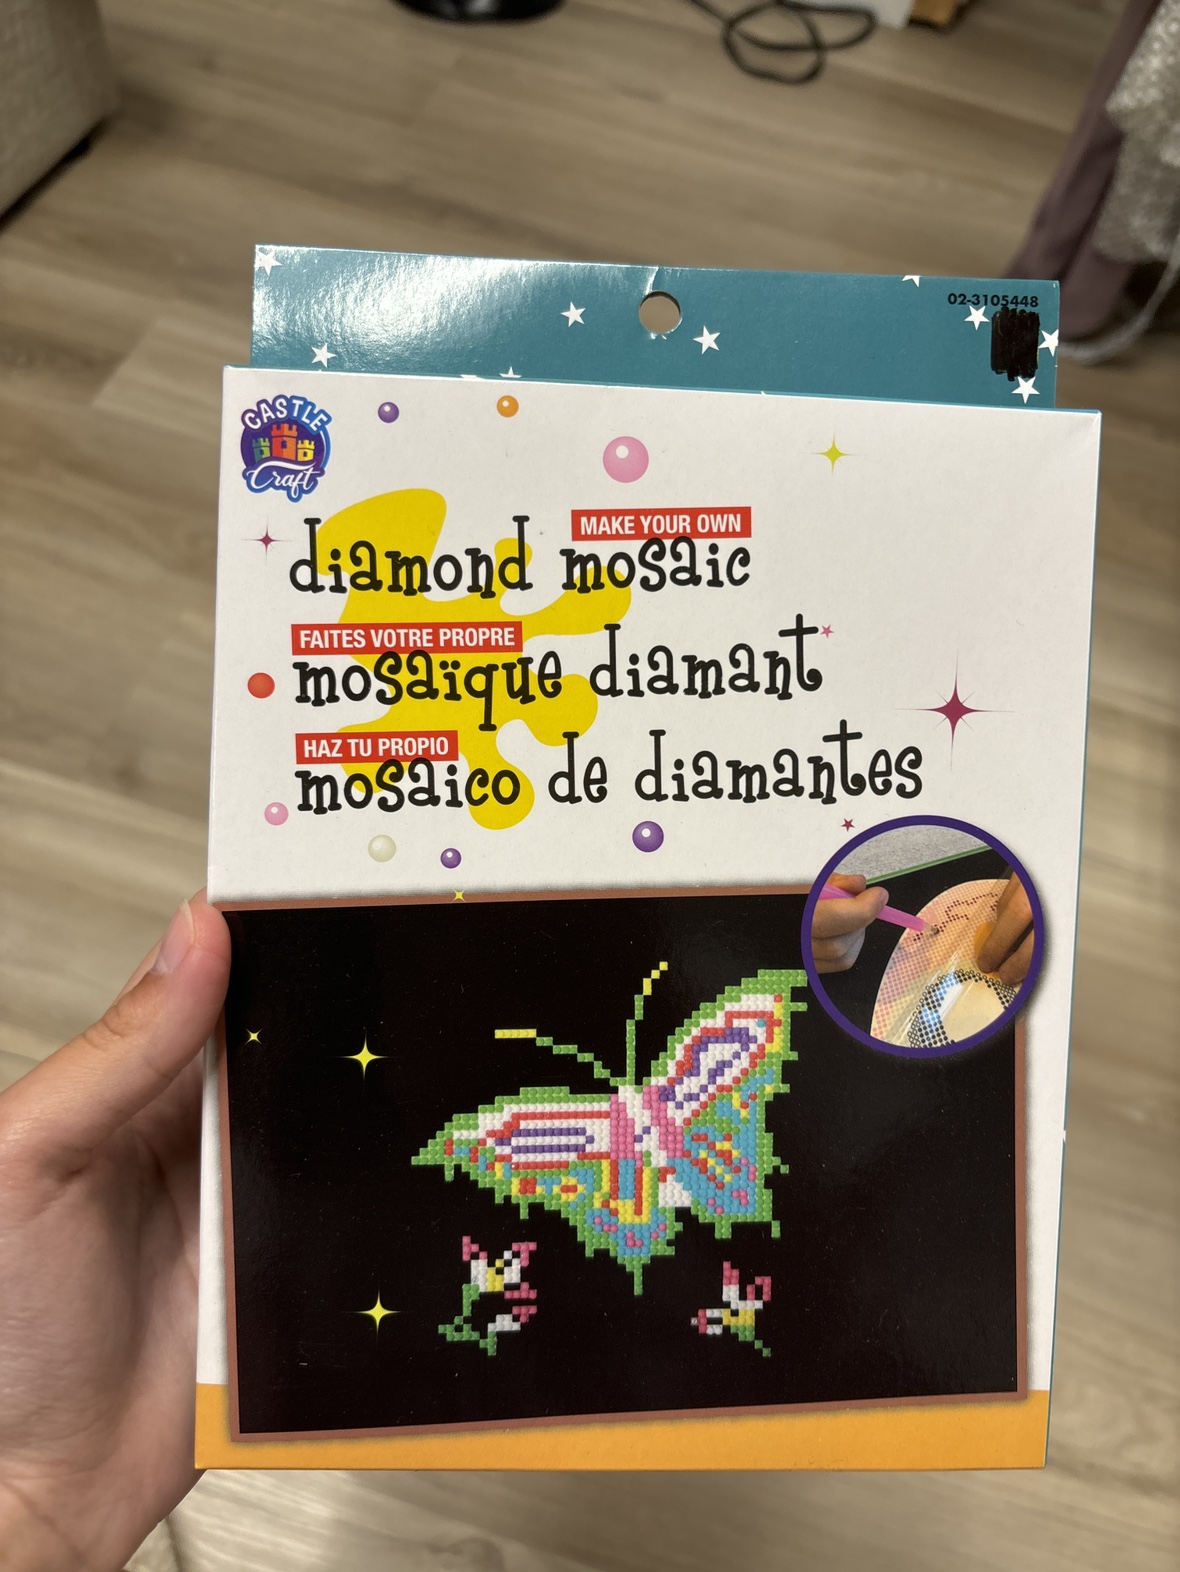 02-3105448
CASTLE
Craft
MAKE YOUR OWN
diamond mosaic
FAITES VOTRE PROPRE
mosaïque diamant
HAZ TU PROPIO
mosaico de diamantes